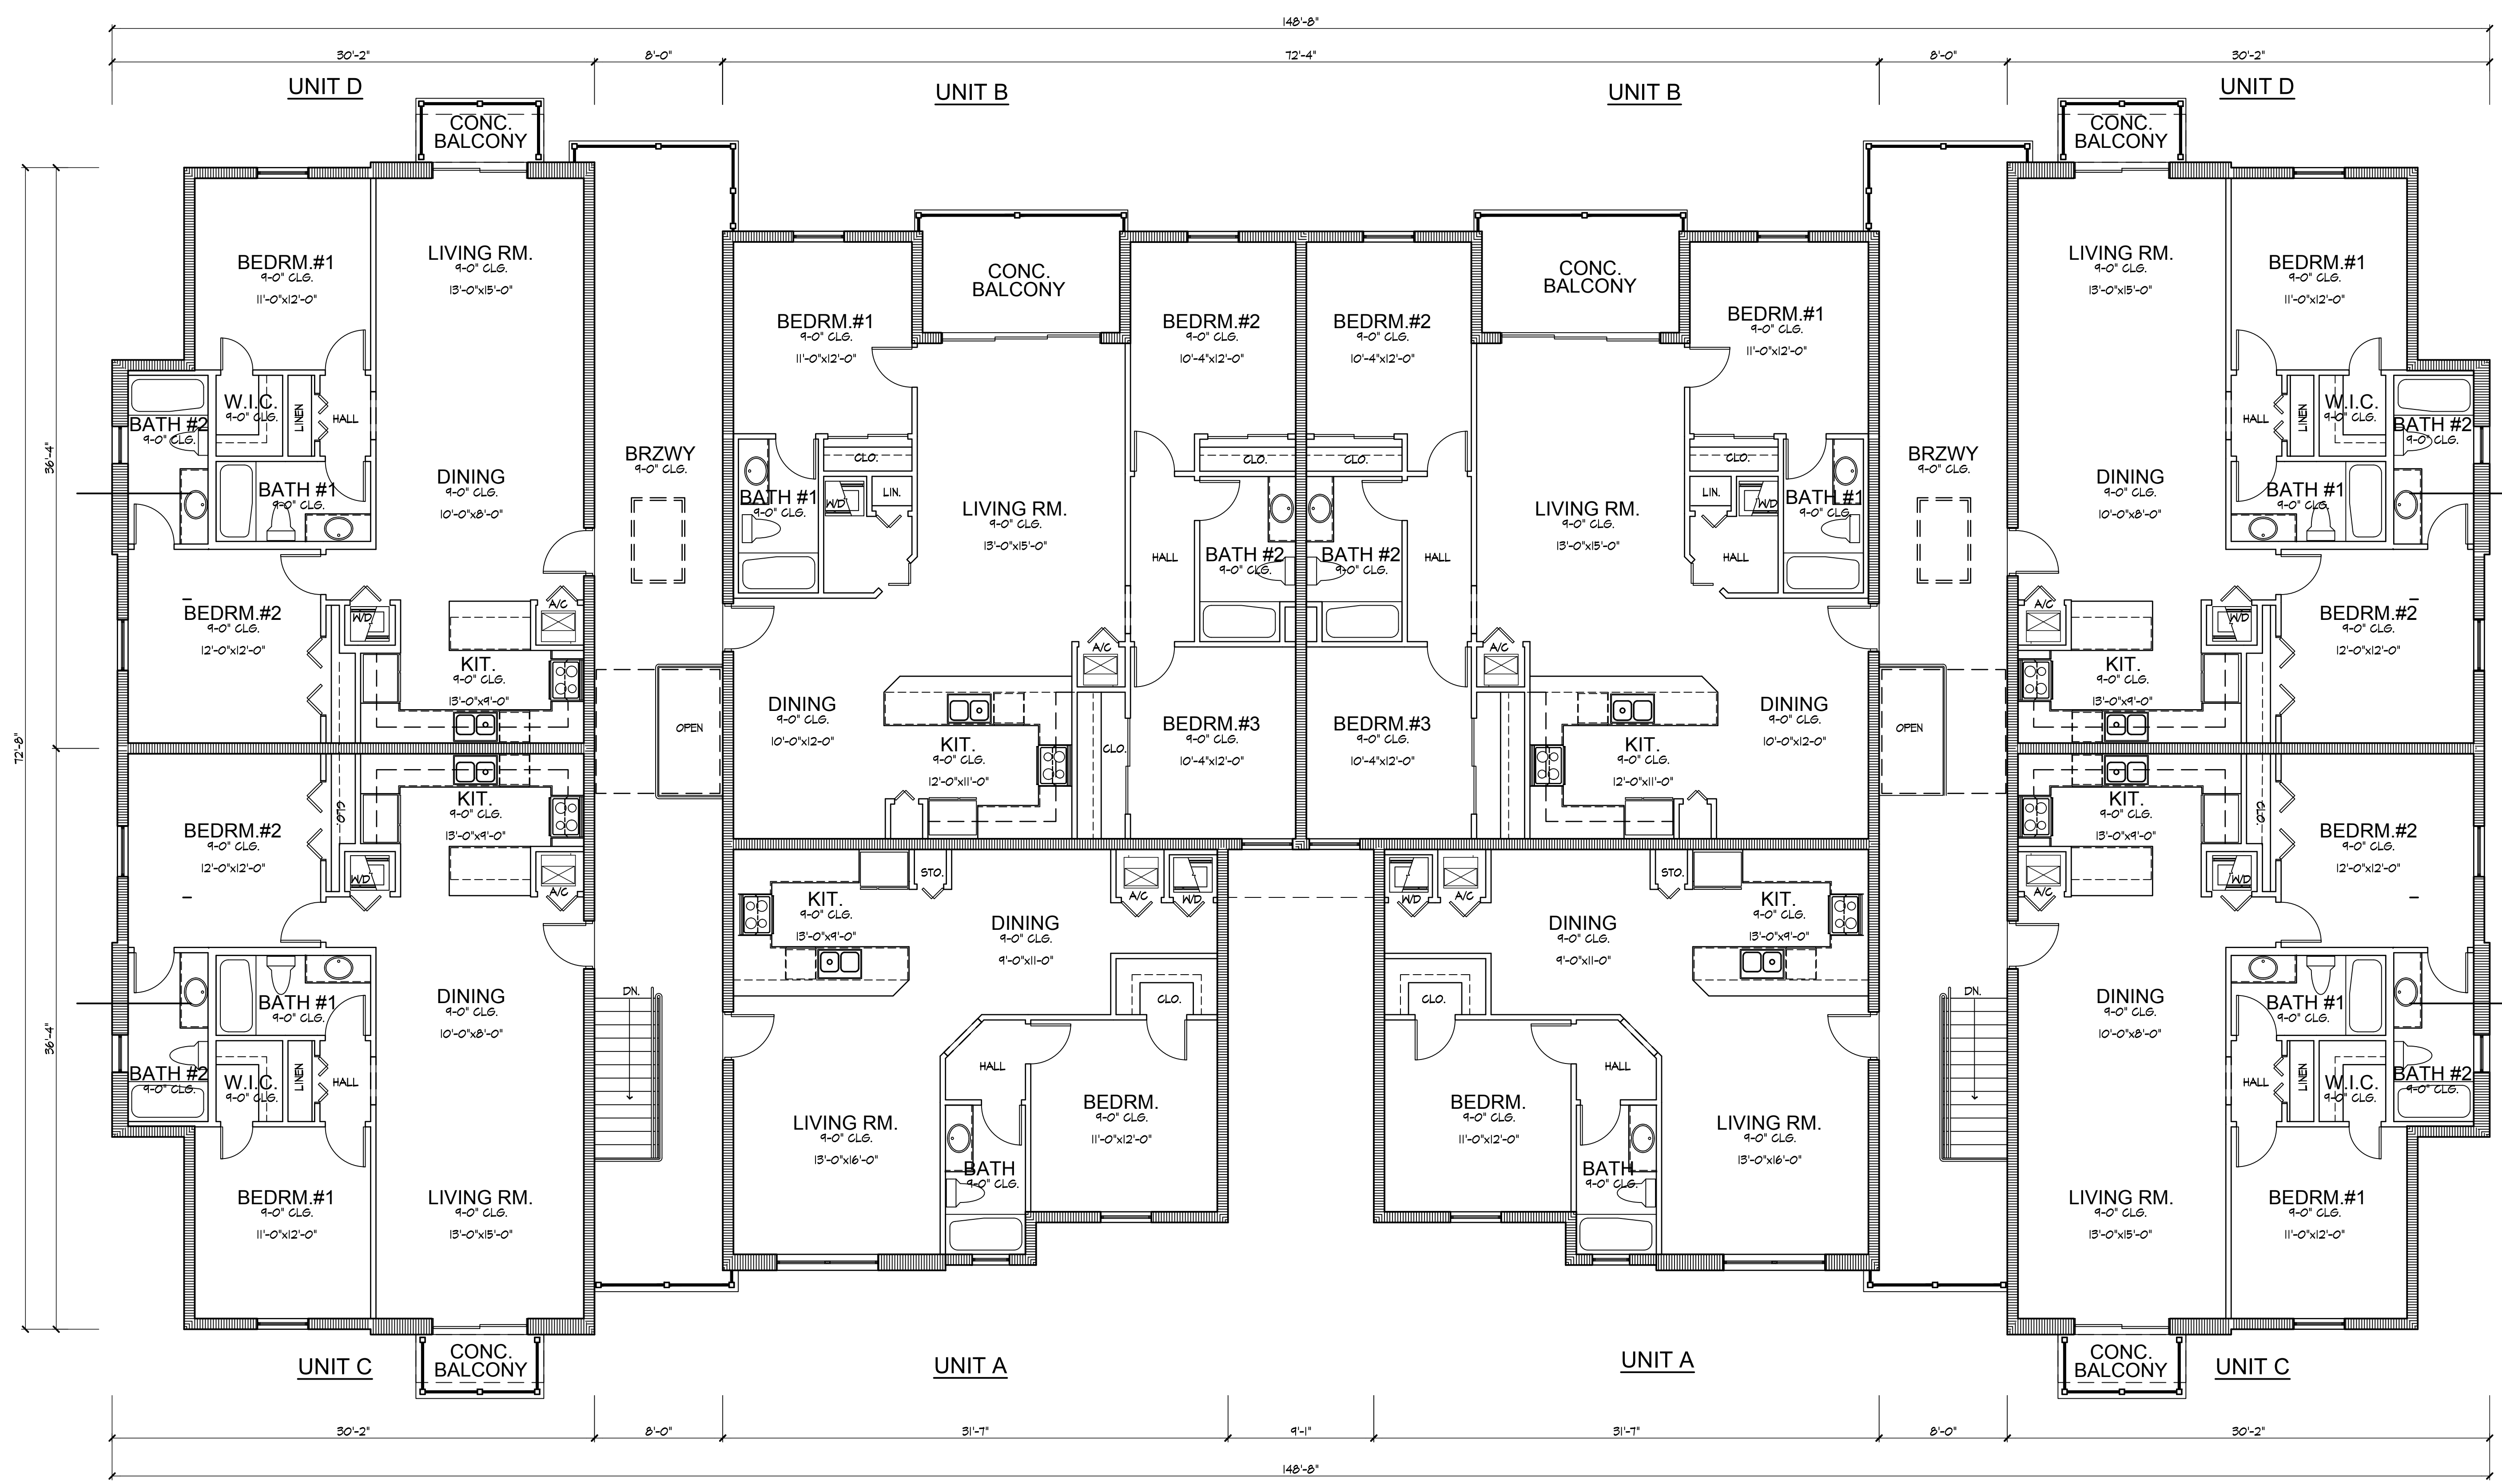 148'-8"
30'-2"
8'-0"
72'-4"
8'-0"
30'-2"
UNIT D
UNIT B
UNIT B
UNIT D
72'-8"
36'-4"
36'-4"
CONC.
BALCONY
BEDRM.#1
9-0" CLG.
11'-0"x12'-0"
LIVING RM.
9-0" CLG.
13'-0"x15'-0"
W.I.C.
9-0" CLG.
LINEN
HALL
BATH #2
9-0" CLG.
BATH #1
9-0" CLG.
DINING
9-0" CLG.
10'-0"x8'-0"
BEDRM.#2
9-0" CLG.
12'-0"x12'-0"
W/D
A/C
KIT.
9-0" CLG.
13'-0"x9'-0"
BRZWY
9-0" CLG.
OPEN
BEDRM.#1
9-0" CLG.
11'-0"x12'-0"
CONC.
BALCONY
BEDRM.#2
9-0" CLG.
10'-4"x12'-0"
CLO.
CLO.
W/D
LIN.
BATH #1
9-0" CLG.
LIVING RM.
9-0" CLG.
13'-0"x15'-0"
HALL
BATH #2
9-0" CLG.
A/C
DINING
9-0" CLG.
10'-0"x12-0"
KIT.
9-0" CLG.
12'-0"x11'-0"
CLO.
BEDRM.#3
9-0" CLG.
10'-4"x12'-0"
BEDRM.#2
9-0" CLG.
10'-4"x12'-0"
CONC.
BALCONY
BEDRM.#1
9-0" CLG.
11'-0"x12'-0"
CLO.
CLO.
LIN.
W/D
BATH #1
9-0" CLG.
BATH #2
9-0" CLG.
HALL
LIVING RM.
9-0" CLG.
13'-0"x15'-0"
HALL
A/C
BEDRM.#3
9-0" CLG.
10'-4"x12'-0"
KIT.
9-0" CLG.
12'-0"x11'-0"
DINING
9-0" CLG.
10'-0"x12-0"
BRZWY
9-0" CLG.
OPEN
CONC.
BALCONY
LIVING RM.
9-0" CLG.
13'-0"x15'-0"
BEDRM.#1
9-0" CLG.
11'-0"x12'-0"
HALL
LINEN
W.I.C.
9-0" CLG.
BATH #2
9-0" CLG.
DINING
9-0" CLG.
10'-0"x8'-0"
BATH #1
9-0" CLG.
A/C
W/D
BEDRM.#2
9-0" CLG.
12'-0"x12'-0"
KIT.
9-0" CLG.
13'-0"x9'-0"
BEDRM.#2
9-0" CLG.
12'-0"x12'-0"
CLO.
KIT.
9-0" CLG.
13'-0"x9'-0"
W/D
A/C
BATH #1
9-0" CLG.
DINING
9-0" CLG.
10'-0"x8'-0"
BATH #2
9-0" CLG.
W.I.C.
9-0" CLG.
LINEN
HALL
BEDRM.#1
9-0" CLG.
11'-0"x12'-0"
LIVING RM.
9-0" CLG.
13'-0"x15'-0"
CONC.
BALCONY
DN.
KIT.
9-0" CLG.
13'-0"x9'-0"
STO.
DINING
9-0" CLG.
9'-0"x11-0"
A/C
W/D
CLO.
HALL
LIVING RM.
9-0" CLG.
13'-0"x16'-0"
BATH
9-0" CLG.
BEDRM.
9-0" CLG.
11'-0"x12'-0"
W/D
A/C
STO.
DINING
9-0" CLG.
9'-0"x11-0"
KIT.
9-0" CLG.
13'-0"x9'-0"
CLO.
HALL
BEDRM.
9-0" CLG.
11'-0"x12'-0"
BATH
9-0" CLG.
LIVING RM.
9-0" CLG.
13'-0"x16'-0"
DN.
KIT.
9-0" CLG.
13'-0"x9'-0"
CLO.
BEDRM.#2
9-0" CLG.
12'-0"x12'-0"
A/C
W/D
DINING
9-0" CLG.
10'-0"x8'-0"
BATH #1
9-0" CLG.
HALL
LINEN
W.I.C.
9-0" CLG.
BATH #2
9-0" CLG.
LIVING RM.
9-0" CLG.
13'-0"x15'-0"
BEDRM.#1
9-0" CLG.
11'-0"x12'-0"
CONC.
BALCONY
UNIT C
UNIT A
UNIT A
UNIT C
30'-2"
8'-0"
31'-7"
9'-1"
31'-7"
8'-0"
30'-2"
148'-8"